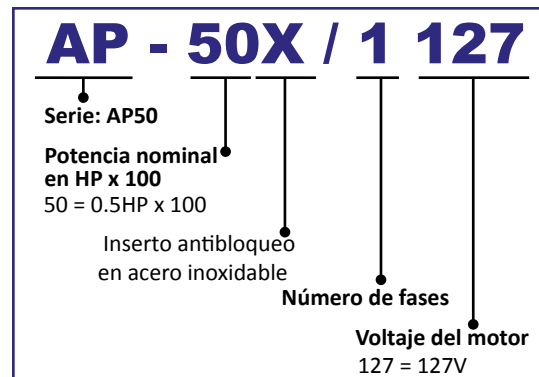 AP - 50X / 1 127
Serie: AP50
Potencia nominal
en HP x 100
50 = 0.5HP x 100
Inserto antibloqueo
en acero inoxidable
Número de fases
Voltaje del motor
127 = 127V